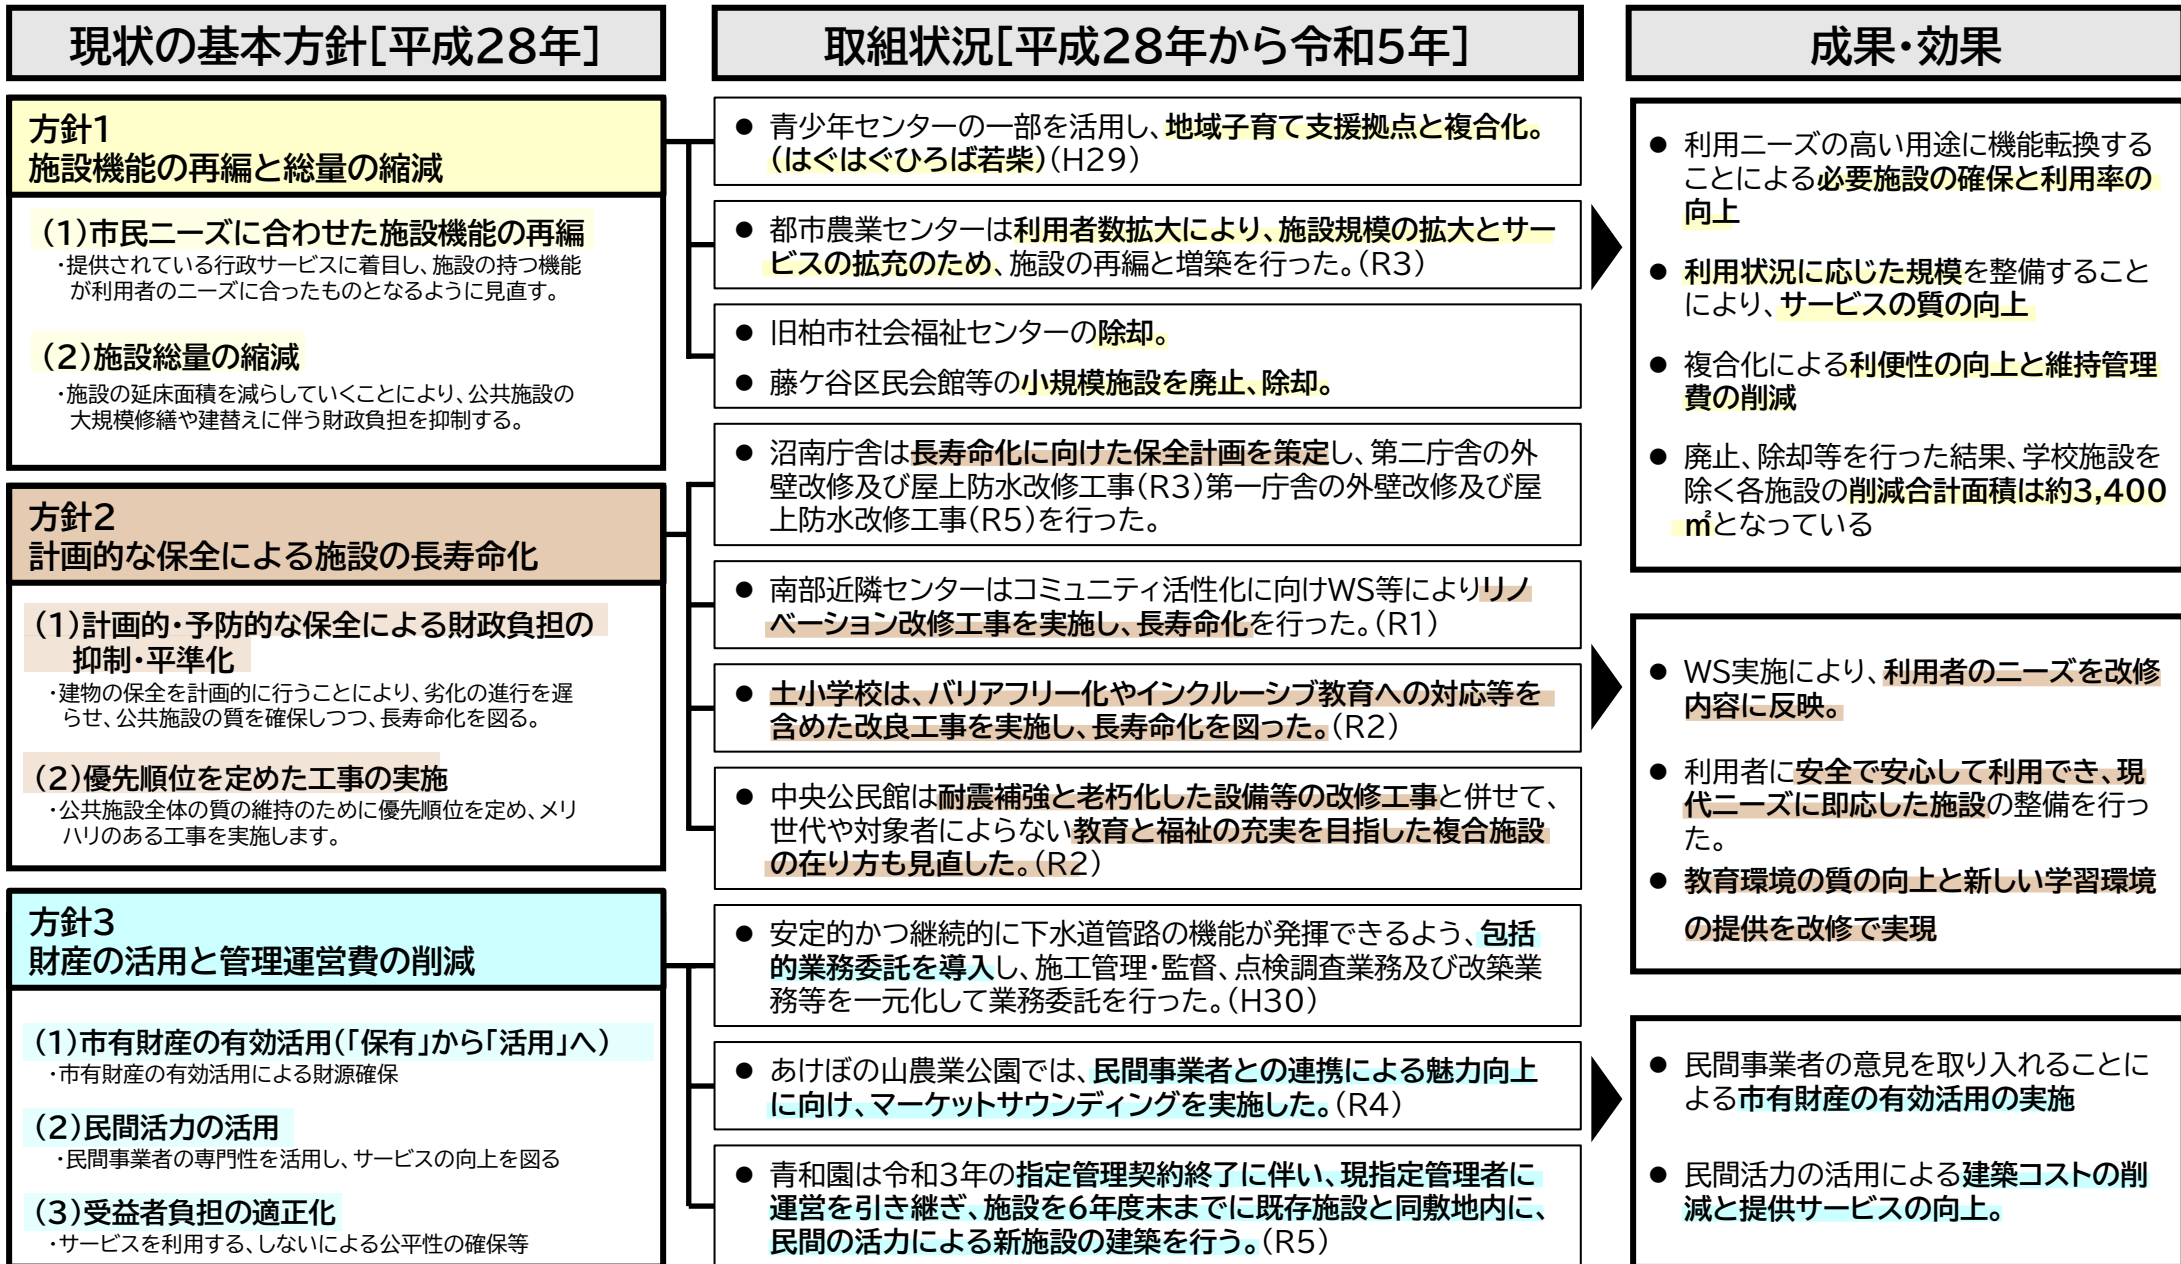 現状の基本方針[平成28年]
取組状況[平成28年から令和5年]
成果・効果
方針1
施設機能の再編と総量の縮減
(1)市民ニーズに合わせた施設機能の再編
・提供されている行政サービスに着目し、施設の持つ機能
が利用者のニーズに合ったものとなるように見直す。
(2)施設総量の縮減
・施設の延床面積を減らしていくことにより、公共施設の
大規模修繕や建替えに伴う財政負担を抑制する。
方針2
計画的な保全による施設の長寿命化
(1)計画的・予防的な保全による財政負担の
抑制・平準化
・建物の保全を計画的に行うことにより、劣化の進行を遅
らせ、公共施設の質を確保しつつ、長寿命化を図る。
(2)優先順位を定めた工事の実施
・公共施設全体の質の維持のために優先順位を定め、メリ
ハリのある工事を実施します。
方針3
財産の活用と管理運営費の削減
(1)市有財産の有効活用(「保有」から「活用」へ)
・市有財産の有効活用による財源確保
(2)民間活力の活用
・民間事業者の専門性を活用し、サービスの向上を図る
(3)受益者負担の適正化
・サービスを利用する、しないによる公平性の確保等
● 青少年センターの一部を活用し、地域子育て支援拠点と複合化。
(はぐはぐひろば若柴)(H29)
● 都市農業センターは利用者数拡大により、施設規模の拡大とサー
ビスの拡充のため、施設の再編と増築を行った。(R3)
● 旧柏市社会福祉センターの除却。
● 藤ケ谷区民会館等の小規模施設を廃止、除却。
● 沼南庁舎は長寿命化に向けた保全計画を策定し、第二庁舎の外
壁改修及び屋上防水改修工事(R3)第一庁舎の外壁改修及び屋
上防水改修工事(R5)を行った。
● 南部近隣センターはコミュニティ活性化に向けWS等によりリノ
ベーション改修工事を実施し、長寿命化を行った。(R1)
● 土小学校は、バリアフリー化やインクルーシブ教育への対応等を
含めた改良工事を実施し、長寿命化を図った。(R2)
● 中央公民館は耐震補強と老朽化した設備等の改修工事と併せて、
世代や対象者によらない教育と福祉の充実を目指した複合施設
の在り方も見直した。(R2)
● 安定的かつ継続的に下水道管路の機能が発揮できるよう、包括
的業務委託を導入し、施工管理・監督、点検調査業務及び改築業
務等を一元化して業務委託を行った。(H30)
● あけぼの山農業公園では、民間事業者との連携による魅力向上
に向け、マーケットサウンディングを実施した。(R4)
● 青和園は令和3年の指定管理契約終了に伴い、現指定管理者に
運営を引き継ぎ、施設を6年度末までに既存施設と同敷地内に、
民間の活力による新施設の建築を行う。(R5)
● 利用ニーズの高い用途に機能転換する
ことによる必要施設の確保と利用率の
向上
● 利用状況に応じた規模を整備すること
により、サービスの質の向上
● 複合化による利便性の向上と維持管理
費の削減
● 廃止、除却等を行った結果、学校施設を
除く各施設の削減合計面積は約3,400
㎡となっている
● WS実施により、利用者のニーズを改修
内容に反映。
● 利用者に安全で安心して利用でき、現
代ニーズに即応した施設の整備を行っ
た。
● 教育環境の質の向上と新しい学習環境
の提供を改修で実現
● 民間事業者の意見を取り入れることに
よる市有財産の有効活用の実施
● 民間活力の活用による建築コストの削
減と提供サービスの向上。